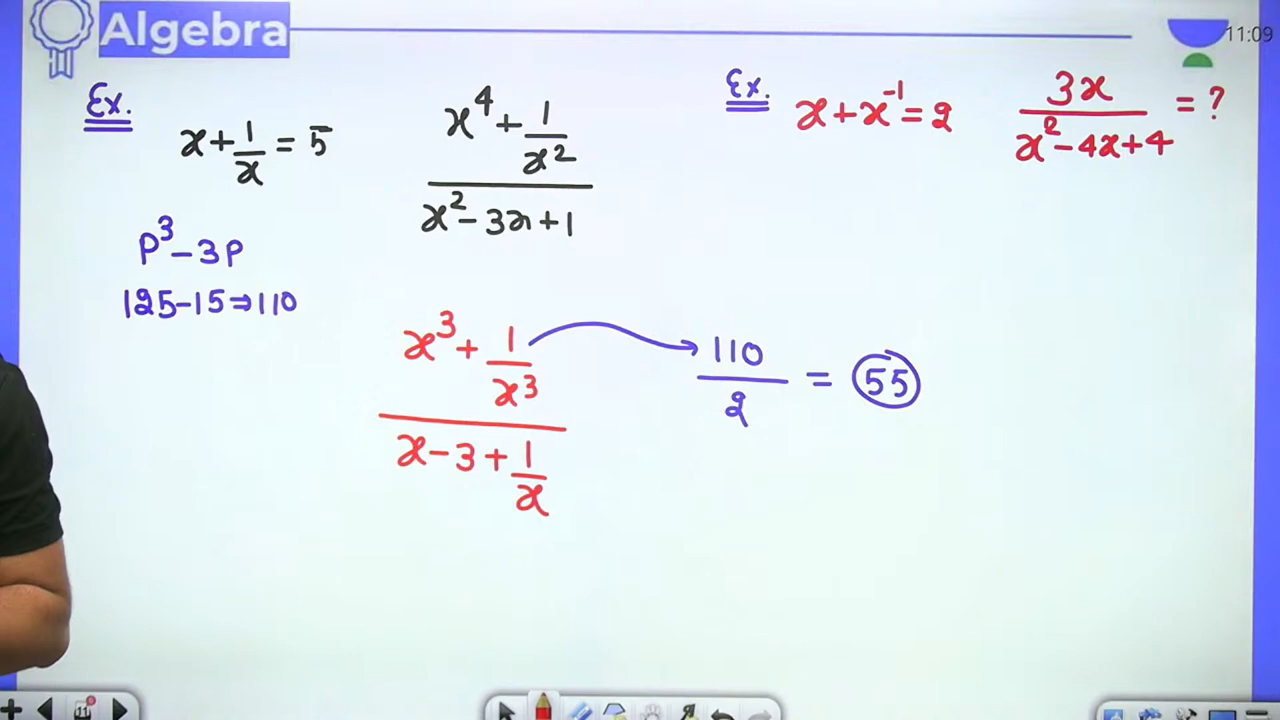 Algebra
11:09
Ex.
x + 1/x = 5
x⁴ + 1/x²
x² - 3x + 1
P³ - 3P
125 - 15 ⇒ 110
x³ + 1/x³
x - 3 + 1/x
110/2 = 55
Ex.
x + x⁻¹ = 2
3x / x² - 4x + 4 = ?
11